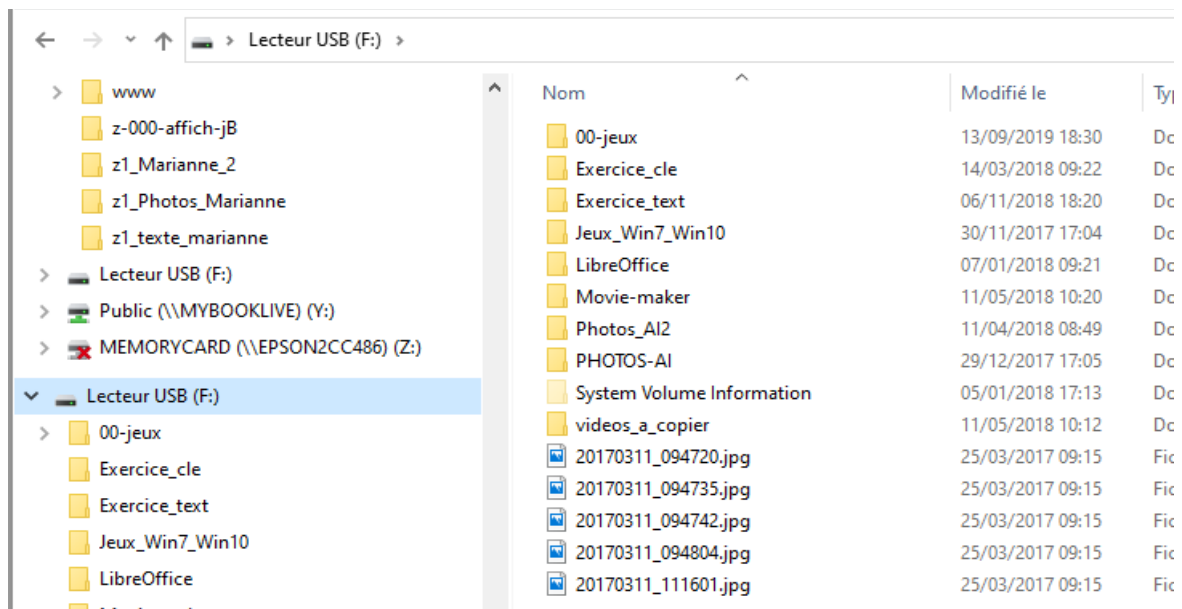 Lecteur USB (F:)
www
z-000-affich-jB
z1_Marianne_2
z1_Photos_Marianne
z1_texte_marianne
Lecteur USB (F:)
Public (\\MYBOOKLIVE) (Y:)
MEMORYCARD (\\EPSON2CC486) (Z:)
Lecteur USB (F:)
00-jeux
Exercice_cle
Exercice_text
Jeux_Win7_Win10
LibreOffice
Nom Modifié le
00-jeux 13/09/2019 18:30
Exercice_cle 14/03/2018 09:22
Exercice_text 06/11/2018 18:20
Jeux_Win7_Win10 30/11/2017 17:04
LibreOffice 07/01/2018 09:21
Movie-maker 11/05/2018 10:20
Photos_AI2 11/04/2018 08:49
PHOTOS-AI 29/12/2017 17:05
System Volume Information 05/01/2018 17:13
videos_a_copier 11/05/2018 10:12
20170311_094720.jpg 25/03/2017 09:15
20170311_094735.jpg 25/03/2017 09:15
20170311_094742.jpg 25/03/2017 09:15
20170311_094804.jpg 25/03/2017 09:15
20170311_111601.jpg 25/03/2017 09:15